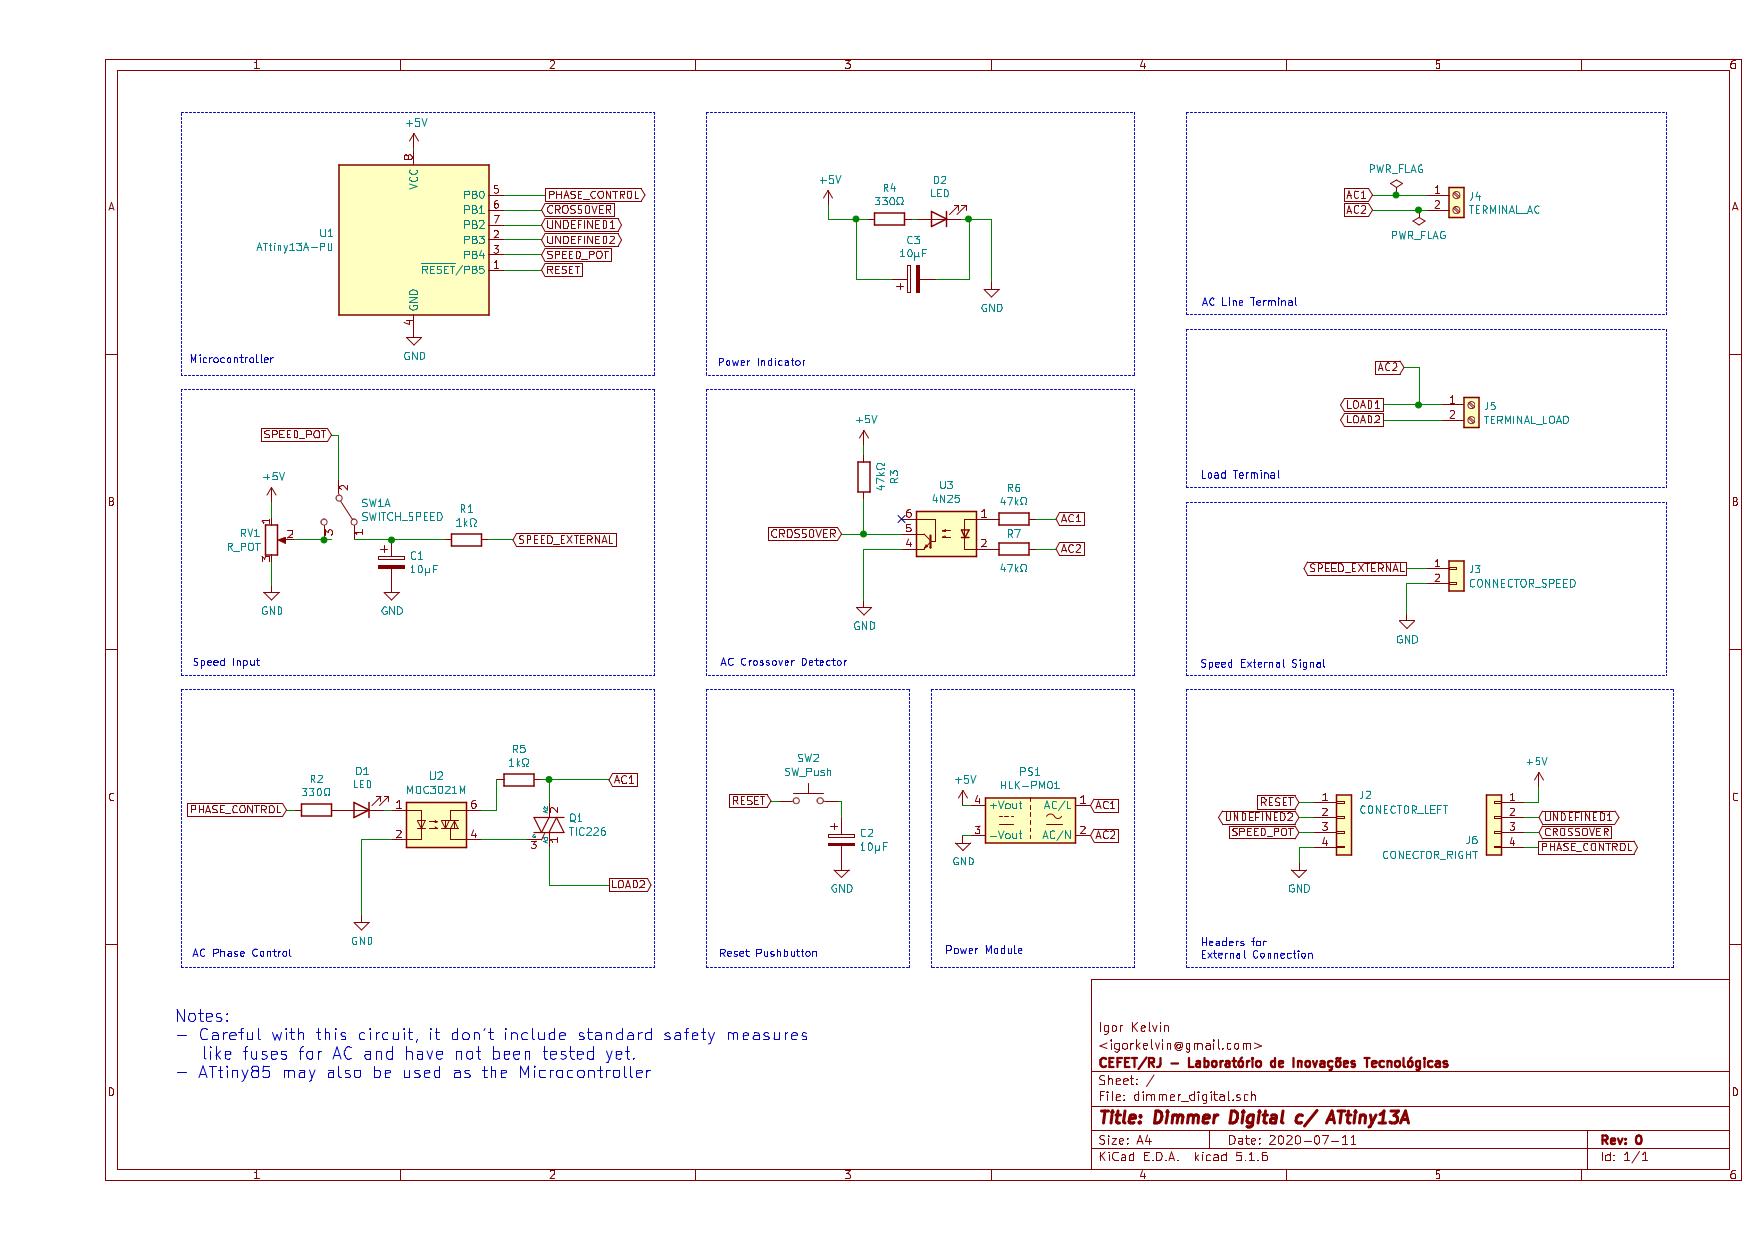 1 2 3 4 5 6
A
B
C
D
A
B
C
D
1 2 3 4 5 6
+5V
8
VCC
U1
ATtiny13A-PU
PB0 5 PHASE_CONTROL
PB1 6 CROSSOVER
PB2 7 UNDEFINED1
PB3 2 UNDEFINED2
PB4 3 SPEED_POT
RESET/PB5 1 RESET
GND
4
GND
Microcontroller
+5V
R4
330Ω
D2
LED
C3
10µF
+
GND
Power Indicator
PWR_FLAG
AC1 1 J4
AC2 2 TERMINAL_AC
PWR_FLAG
AC Line Terminal
AC2
LOAD1 1 J5
LOAD2 2 TERMINAL_LOAD
Load Terminal
SPEED_POT
+5V
2
SW1A
SWITCH_SPEED
3
1
RV1
R_POT
1
2
3
GND
R1
1kΩ
SPEED_EXTERNAL
+
C1
10µF
GND
Speed Input
+5V
47kΩ
R3
U3
4N25
6
5
4
1
2
R6
47kΩ
AC1
R7
47kΩ
AC2
CROSSOVER
GND
AC Crossover Detector
SPEED_EXTERNAL 1 J3
2 CONNECTOR_SPEED
GND
Speed External Signal
PHASE_CONTROL
R2
330Ω
D1
LED
U2
MOC3021M
1
2
6
4
R5
1kΩ
AC1
2
3
1
Q1
TIC226
LOAD2
GND
AC Phase Control
SW2
SW_Push
RESET
+
C2
10µF
GND
Reset Pushbutton
PS1
HLK-PM01
+5V
4 +Vout AC/L 1 AC1
3 -Vout AC/N 2 AC2
GND
Power Module
RESET 1 J2
UNDEFINED2 2 CONECTOR_LEFT
SPEED_POT 3
4
GND
+5V
1
2 UNDEFINED1
3 CROSSOVER
J6 4 PHASE_CONTROL
CONECTOR_RIGHT
Headers for
External Connection
Notes:
- Careful with this circuit, it don't include standard safety measures
like fuses for AC and have not been tested yet.
- ATtiny85 may also be used as the Microcontroller
Igor Kelvin
<igorkelvin@gmail.com>
CEFET/RJ - Laboratório de Inovações Tecnológicas
Sheet: /
File: dimmer_digital.sch
Title: Dimmer Digital c/ ATtiny13A
Size: A4 Date: 2020-07-11 Rev: 0
KiCad E.D.A. kicad 5.1.6 Id: 1/1